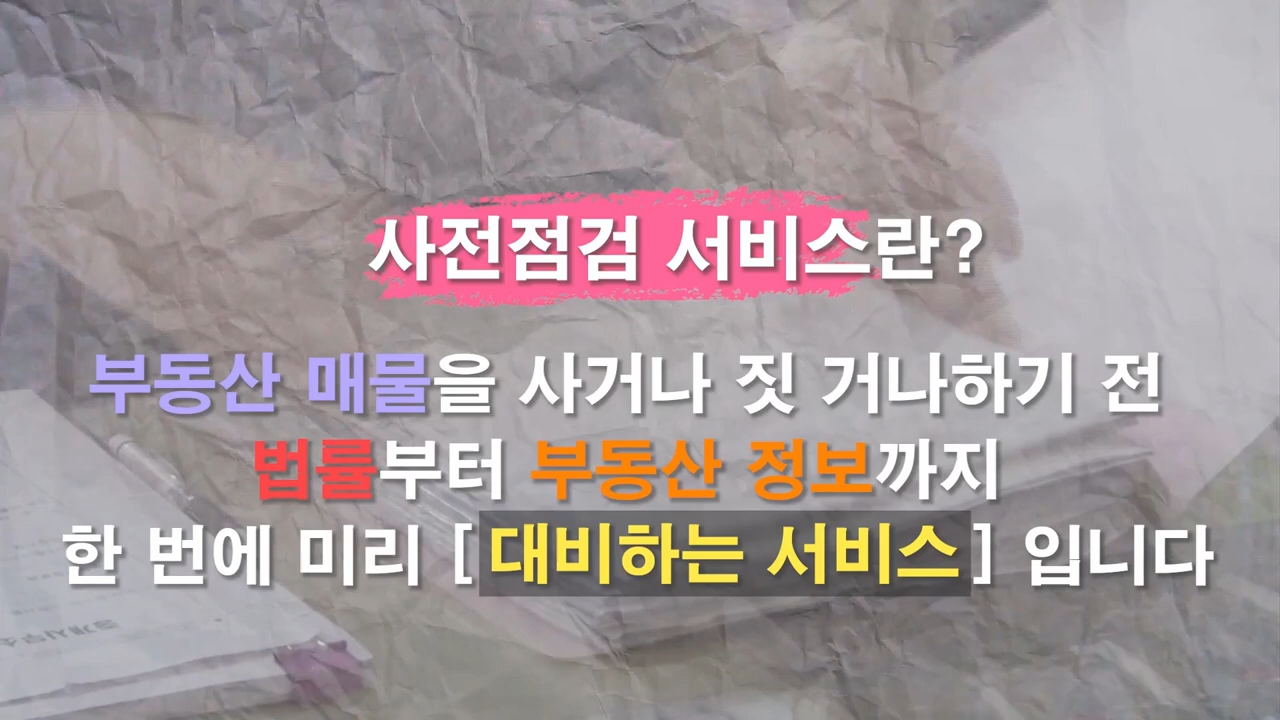 사전점검 서비스란?
부동산 매물을 사거나 짓 거나하기 전
법률부터 부동산 정보까지
한 번에 미리 [대비하는 서비스] 입니다